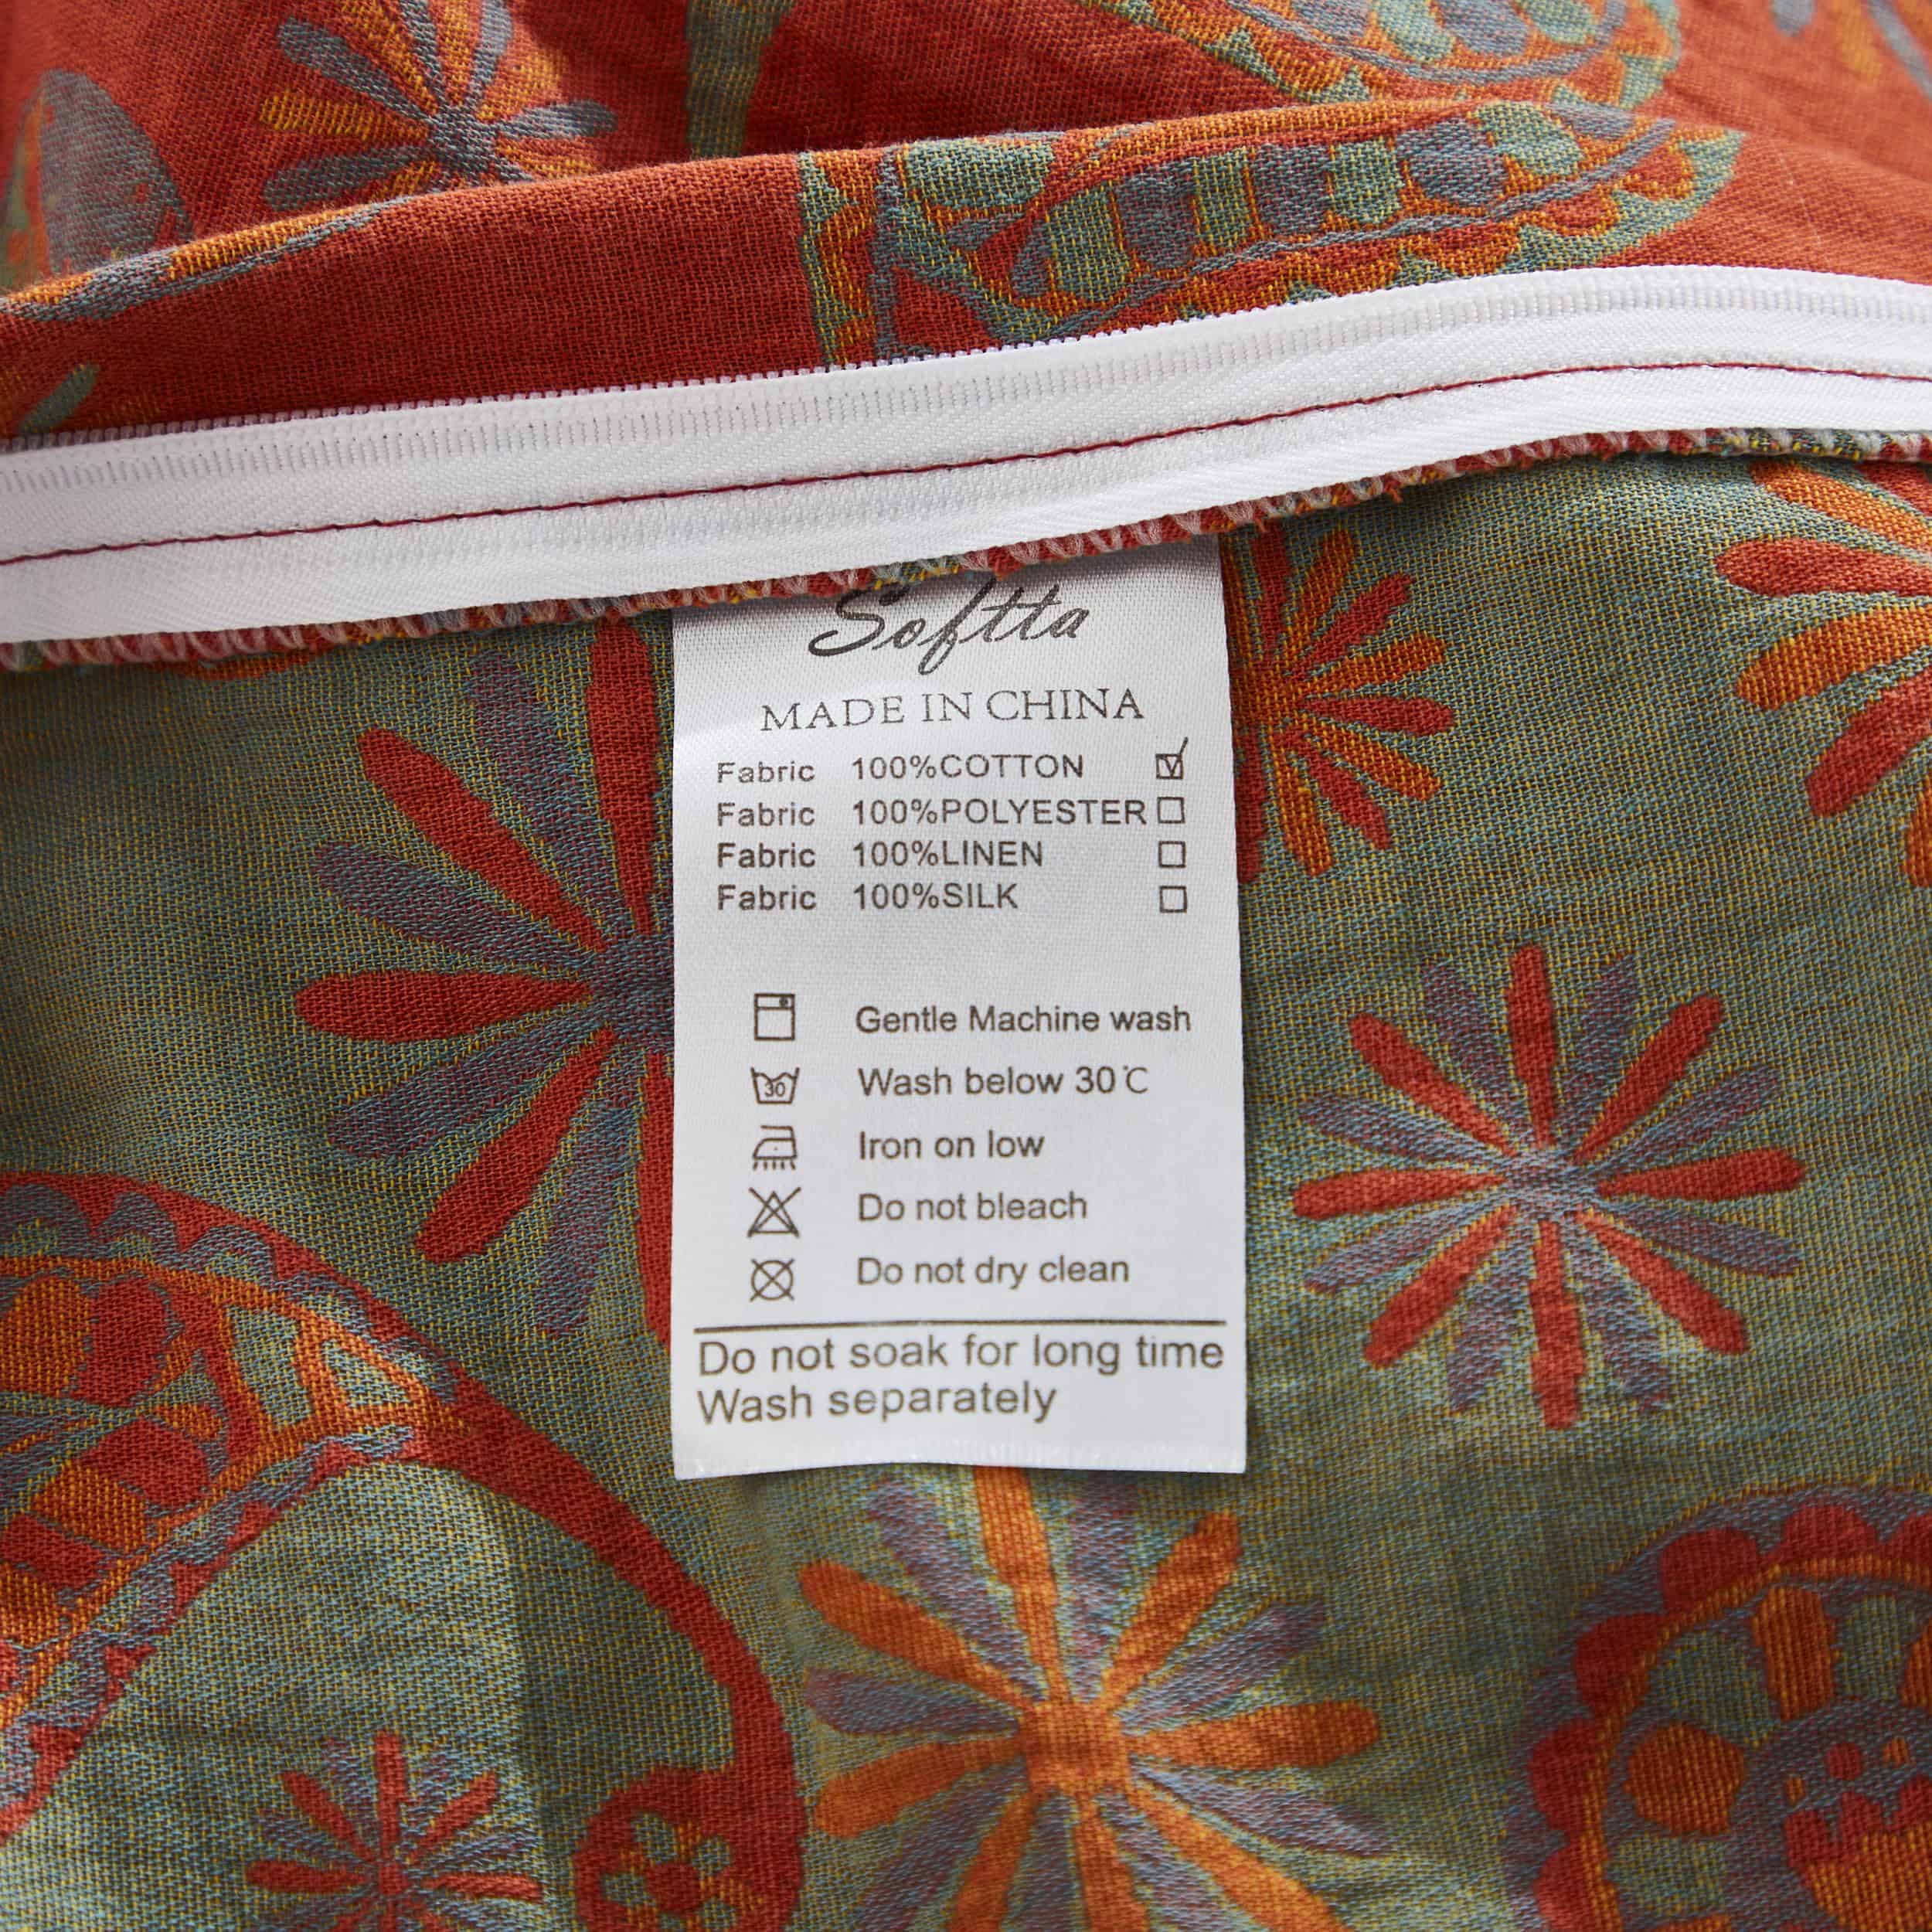 Softta
MADE IN CHINA
Fabric 100%COTTON ☑
Fabric 100%POLYESTER ☐
Fabric 100%LINEN ☐
Fabric 100%SILK ☐
Gentle Machine wash
30 Wash below 30℃
Iron on low
Do not bleach
Do not dry clean
Do not soak for long time
Wash separately